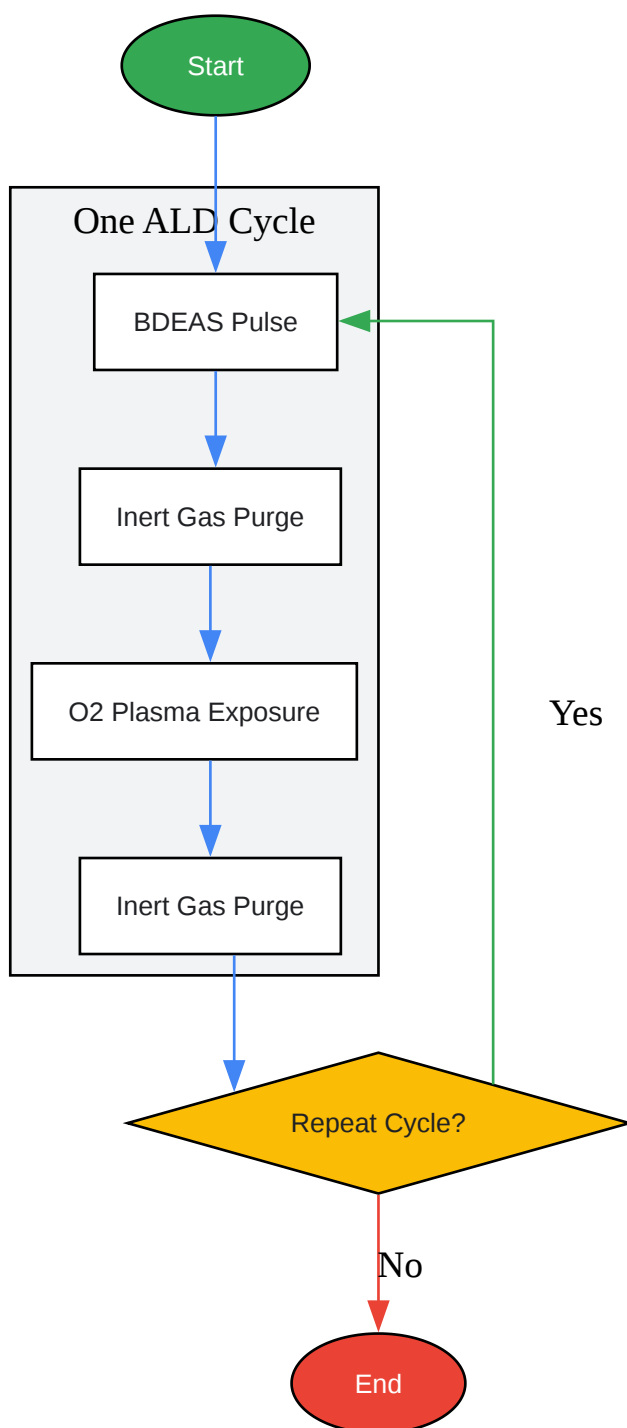 Start
One ALD Cycle
BDEAS Pulse
Inert Gas Purge
O2 Plasma Exposure
Yes
Inert Gas Purge
Repeat Cycle?
No
End